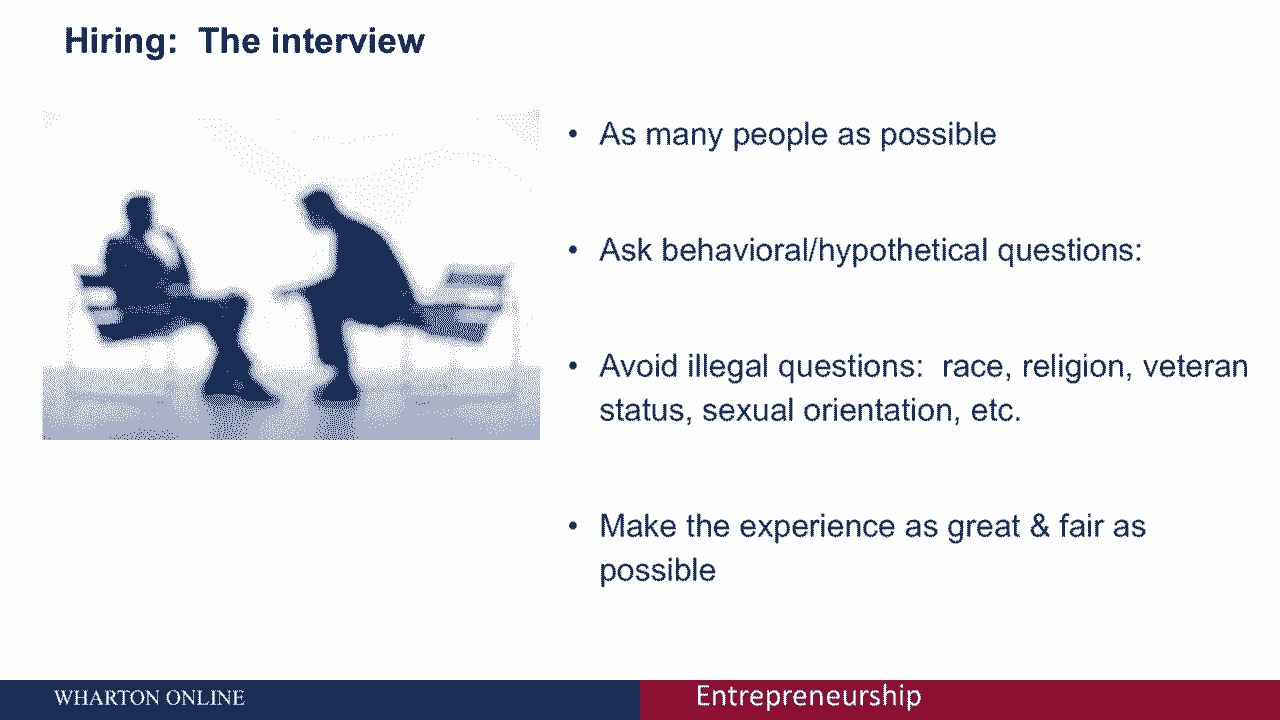 Hiring:  The interview
• As many people as possible
• Ask behavioral/hypothetical questions:
• Avoid illegal questions:  race, religion, veteran
status, sexual orientation, etc.
• Make the experience as great & fair as
possible
WHARTON ONLINE
Entrepreneurship